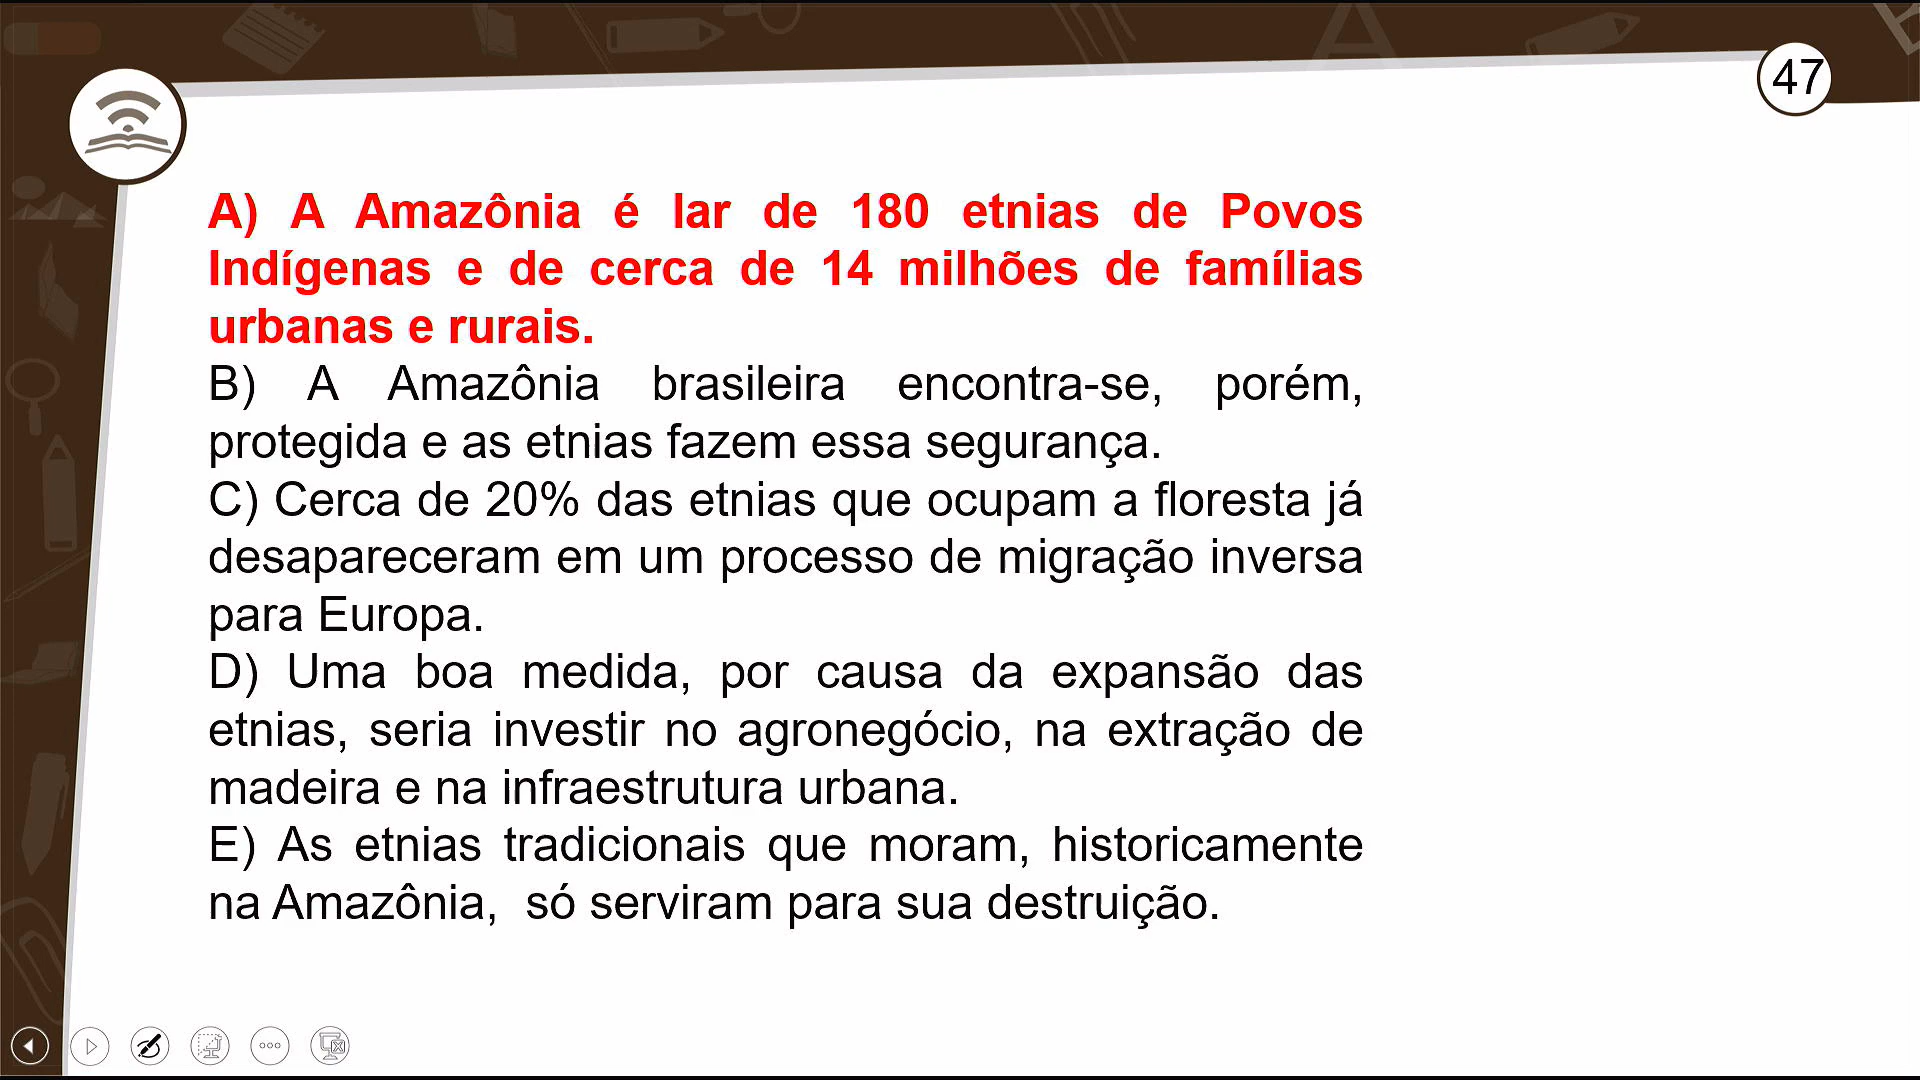 47
A) A Amazônia é lar de 180 etnias de Povos
Indígenas e de cerca de 14 milhões de famílias
urbanas e rurais.
B) A Amazônia brasileira encontra-se, porém,
protegida e as etnias fazem essa segurança.
C) Cerca de 20% das etnias que ocupam a floresta já
desapareceram em um processo de migração inversa
para Europa.
D) Uma boa medida, por causa da expansão das
etnias, seria investir no agronegócio, na extração de
madeira e na infraestrutura urbana.
E) As etnias tradicionais que moram, historicamente
na Amazônia, só serviram para sua destruição.